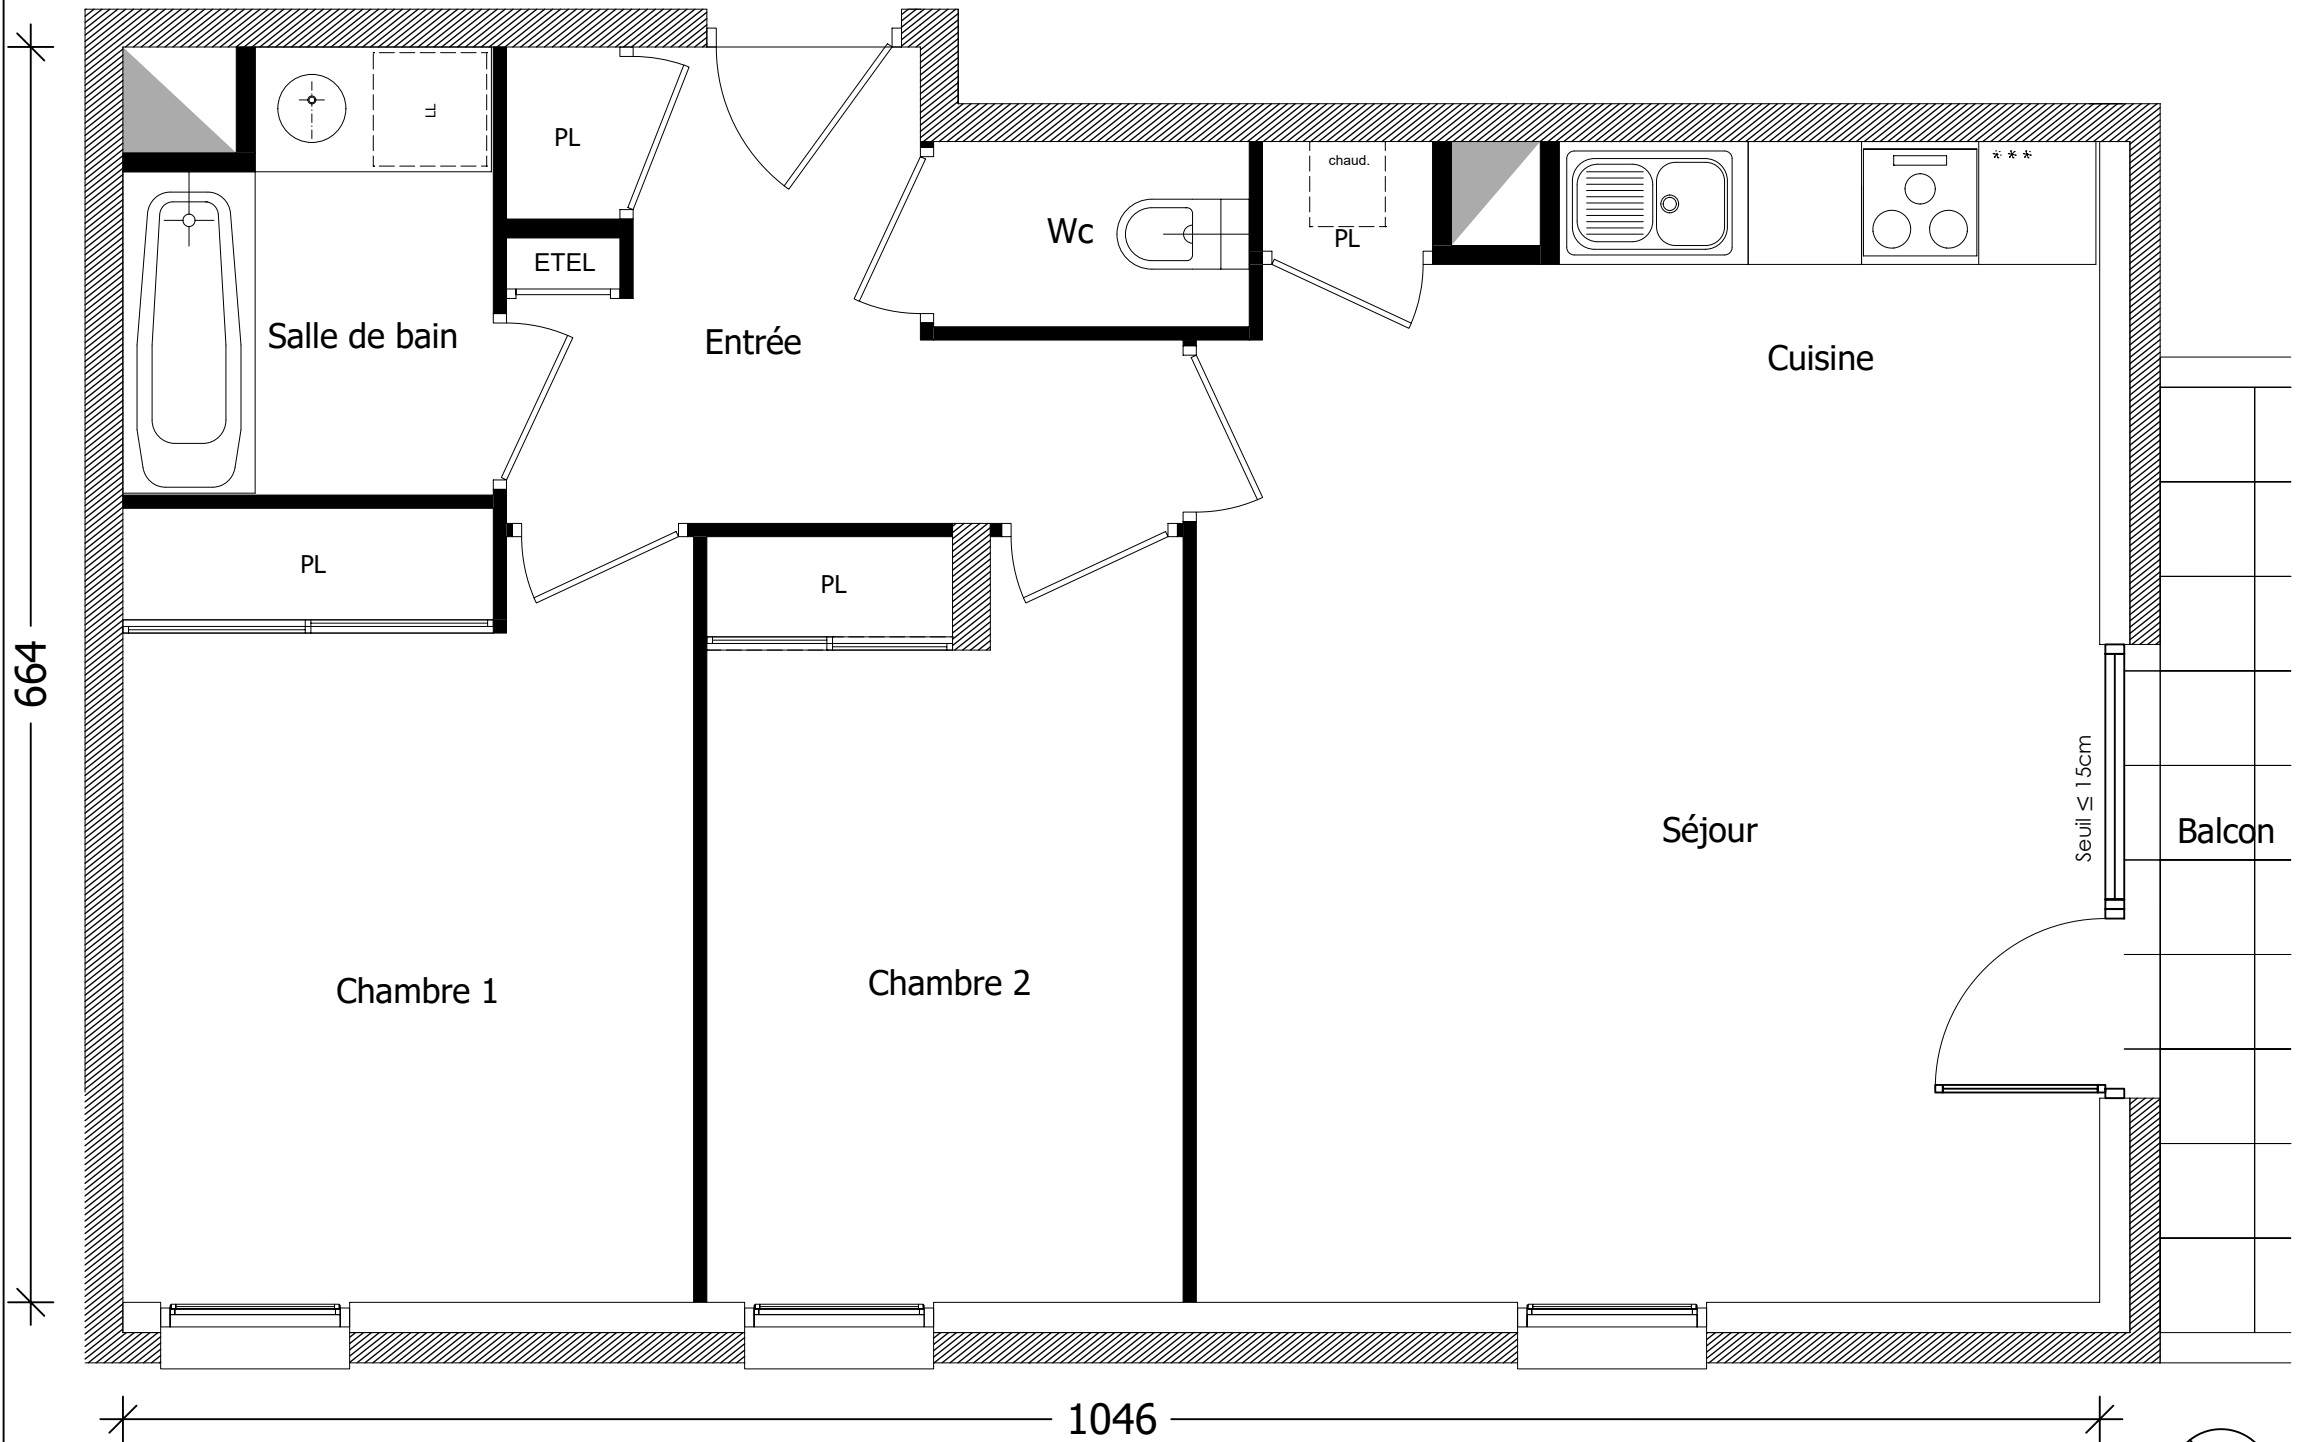 LL
PL
chaud.
PL
* * *
Wc
ETEL
Salle de bain
Entrée
Cuisine
PL
PL
664
Seuil ≤ 15cm
Séjour
Balcon
Chambre 1
Chambre 2
1046